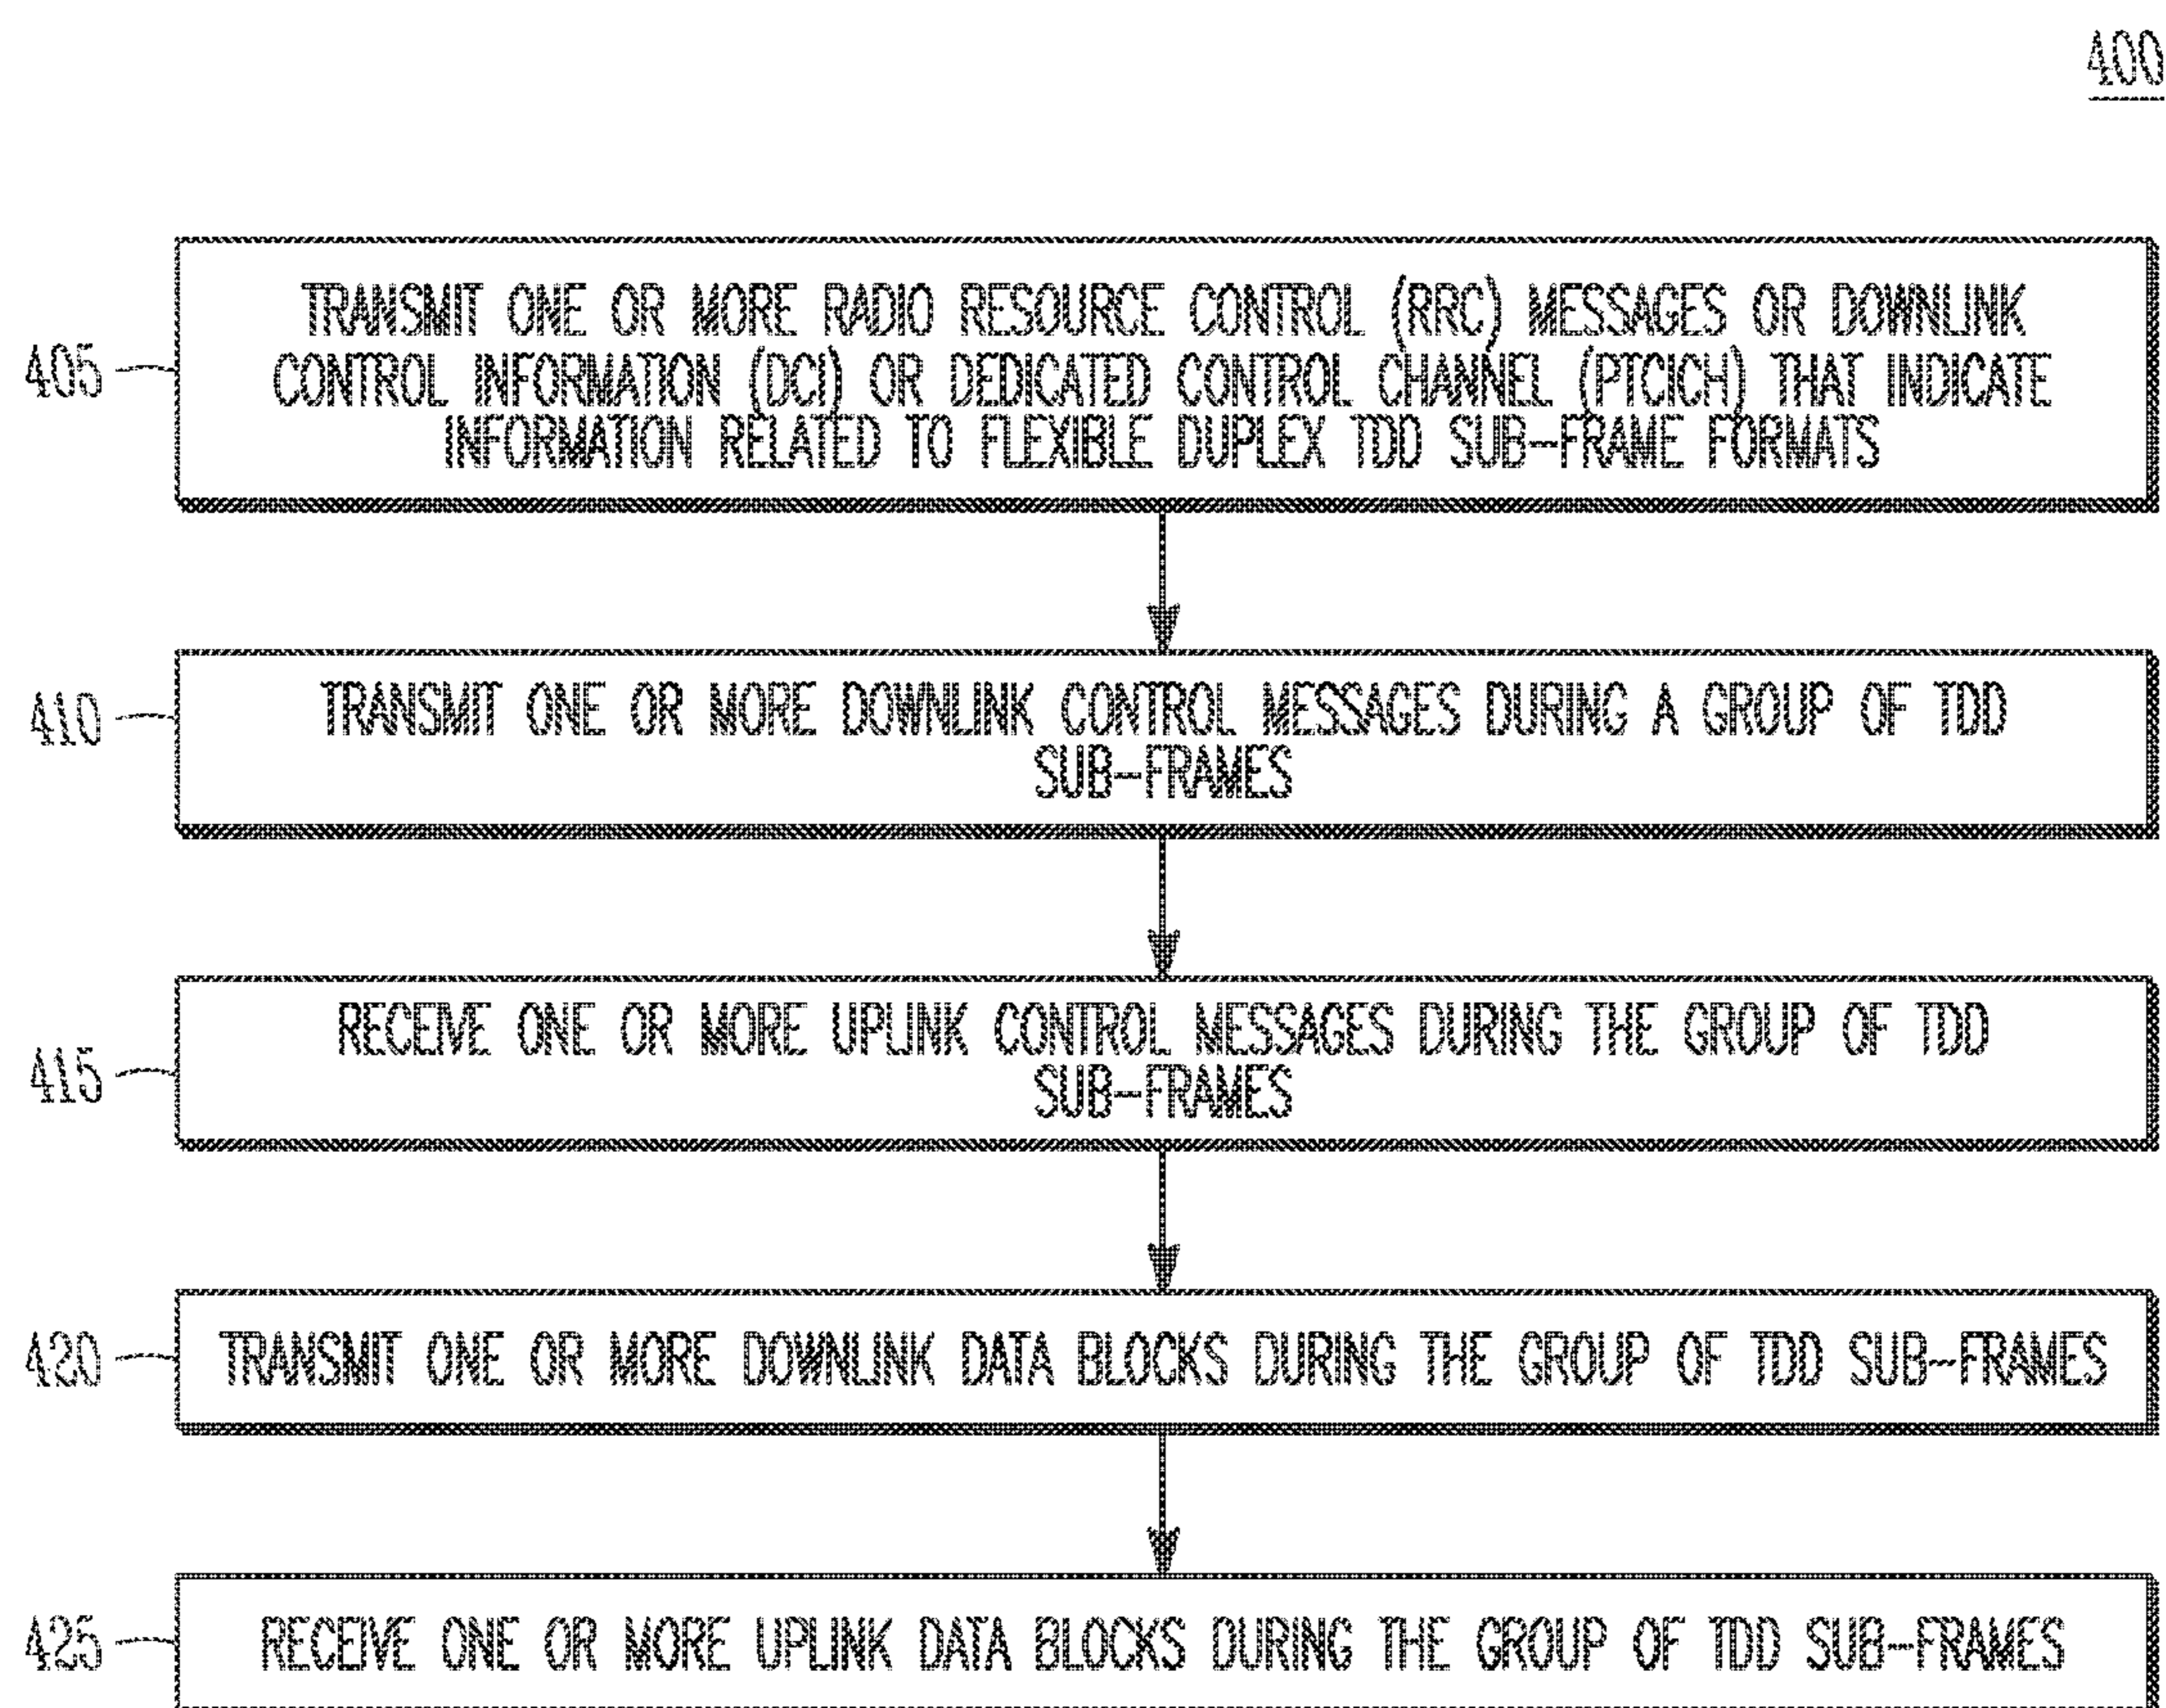 400
405
TRANSMIT ONE OR MORE RADIO RESOURCE CONTROL (RRC) MESSAGES OR DOWNLINK
CONTROL INFORMATION (DCI) OR DEDICATED CONTROL CHANNEL (PTCICH) THAT INDICATE
INFORMATION RELATED TO FLEXIBLE DUPLEX TDD SUB-FRAME FORMATS
410
TRANSMIT ONE OR MORE DOWNLINK CONTROL MESSAGES DURING A GROUP OF TDD
SUB-FRAMES
415
RECEIVE ONE OR MORE UPLINK CONTROL MESSAGES DURING THE GROUP OF TDD
SUB-FRAMES
420
TRANSMIT ONE OR MORE DOWNLINK DATA BLOCKS DURING THE GROUP OF TDD SUB-FRAMES
425
RECEIVE ONE OR MORE UPLINK DATA BLOCKS DURING THE GROUP OF TDD SUB-FRAMES